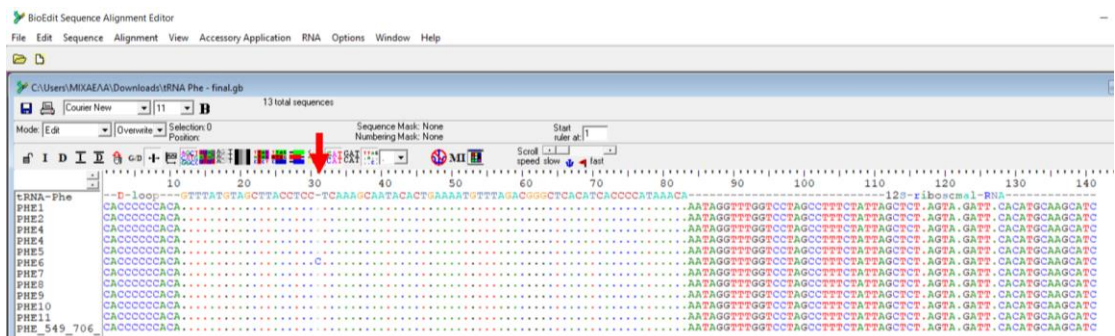 BioEdit Sequence Alignment Editor
File Edit Sequence Alignment View Accessory Application RNA Options Window Help
C:\Users\ΜΙΧΑΕΛΑ\Downloads\tRNA Phe - final.gb
Courier New 11 B 13 total sequences
Mode: Edit Overwrite Selection: 0 Position: Sequence Mask: None Numbering Mask: None Start ruler at: 1
I D I D G/D MI Scroll speed slow fast
10 20 30 40 50 60 70 80 90 100 110 120 130 140
tRNA-Phe --D-loop---GTTTATGTAGCTTACCTCC-TCAAAGCAATACACTGAAAATGTTTAGACGGGCTCACATCACCCCATAAACA------------------12S-ribosomal-RNA-------------
PHE1 CACCCCCCACA........................................................................AATAGGTTTGGTCCTAGCCTTTCTATTAGCTCT.AGTA.GATT.CACATGCAAGCATC
PHE2 CACCCCCCACA........................................................................AATAGGTTTGGTCCTAGCCTTTCTATTAGCTCT.AGTA.GATT.CACATGCAAGCATC
PHE4 CACCCCCCACA........................................................................AATAGGTTTGGTCCTAGCCTTTCTATTAGCTCT.AGTA.GATT.CACATGCAAGCATC
PHE4 CACCCCCCACA........................................................................AATAGGTTTGGTCCTAGCCTTTCTATTAGCTCT.AGTA.GATT.CACATGCAAGCATC
PHE5 CACCCCCCACA........................................................................AATAGGTTTGGTCCTAGCCTTTCTATTAGCTCT.AGTA.GATT.CACATGCAAGCATC
PHE6 CACCCCCCACA...................C....................................................AATAGGTTTGGTCCTAGCCTTTCTATTAGCTCT.AGTA.GATT.CACATGCAAGCATC
PHE7 CACCCCCCACA........................................................................AATAGGTTTGGTCCTAGCCTTTCTATTAGCTCT.AGTA.GATT.CACATGCAAGCATC
PHE8 CACCCCCCACA........................................................................AATAGGTTTGGTCCTAGCCTTTCTATTAGCTCT.AGTA.GATT.CACATGCAAGCATC
PHE9 CACCCCCCACA........................................................................AATAGGTTTGGTCCTAGCCTTTCTATTAGCTCT.AGTA.GATT.CACATGCAAGCATC
PHE10 CACCCCCCACA........................................................................AATAGGTTTGGTCCTAGCCTTTCTATTAGCTCT.AGTA.GATT.CACATGCAAGCATC
PHE11 CACCCCCCACA........................................................................AATAGGTTTGGTCCTAGCCTTTCTATTAGCTCT.AGTA.GATT.CACATGCAAGCATC
PHE_549_706_ CACCCCCCACA........................................................................AATAGGTTTGGTCCTAGCCTTTCTATTAGCTCT.AGTA.GATT.CACATGCAAGCATC